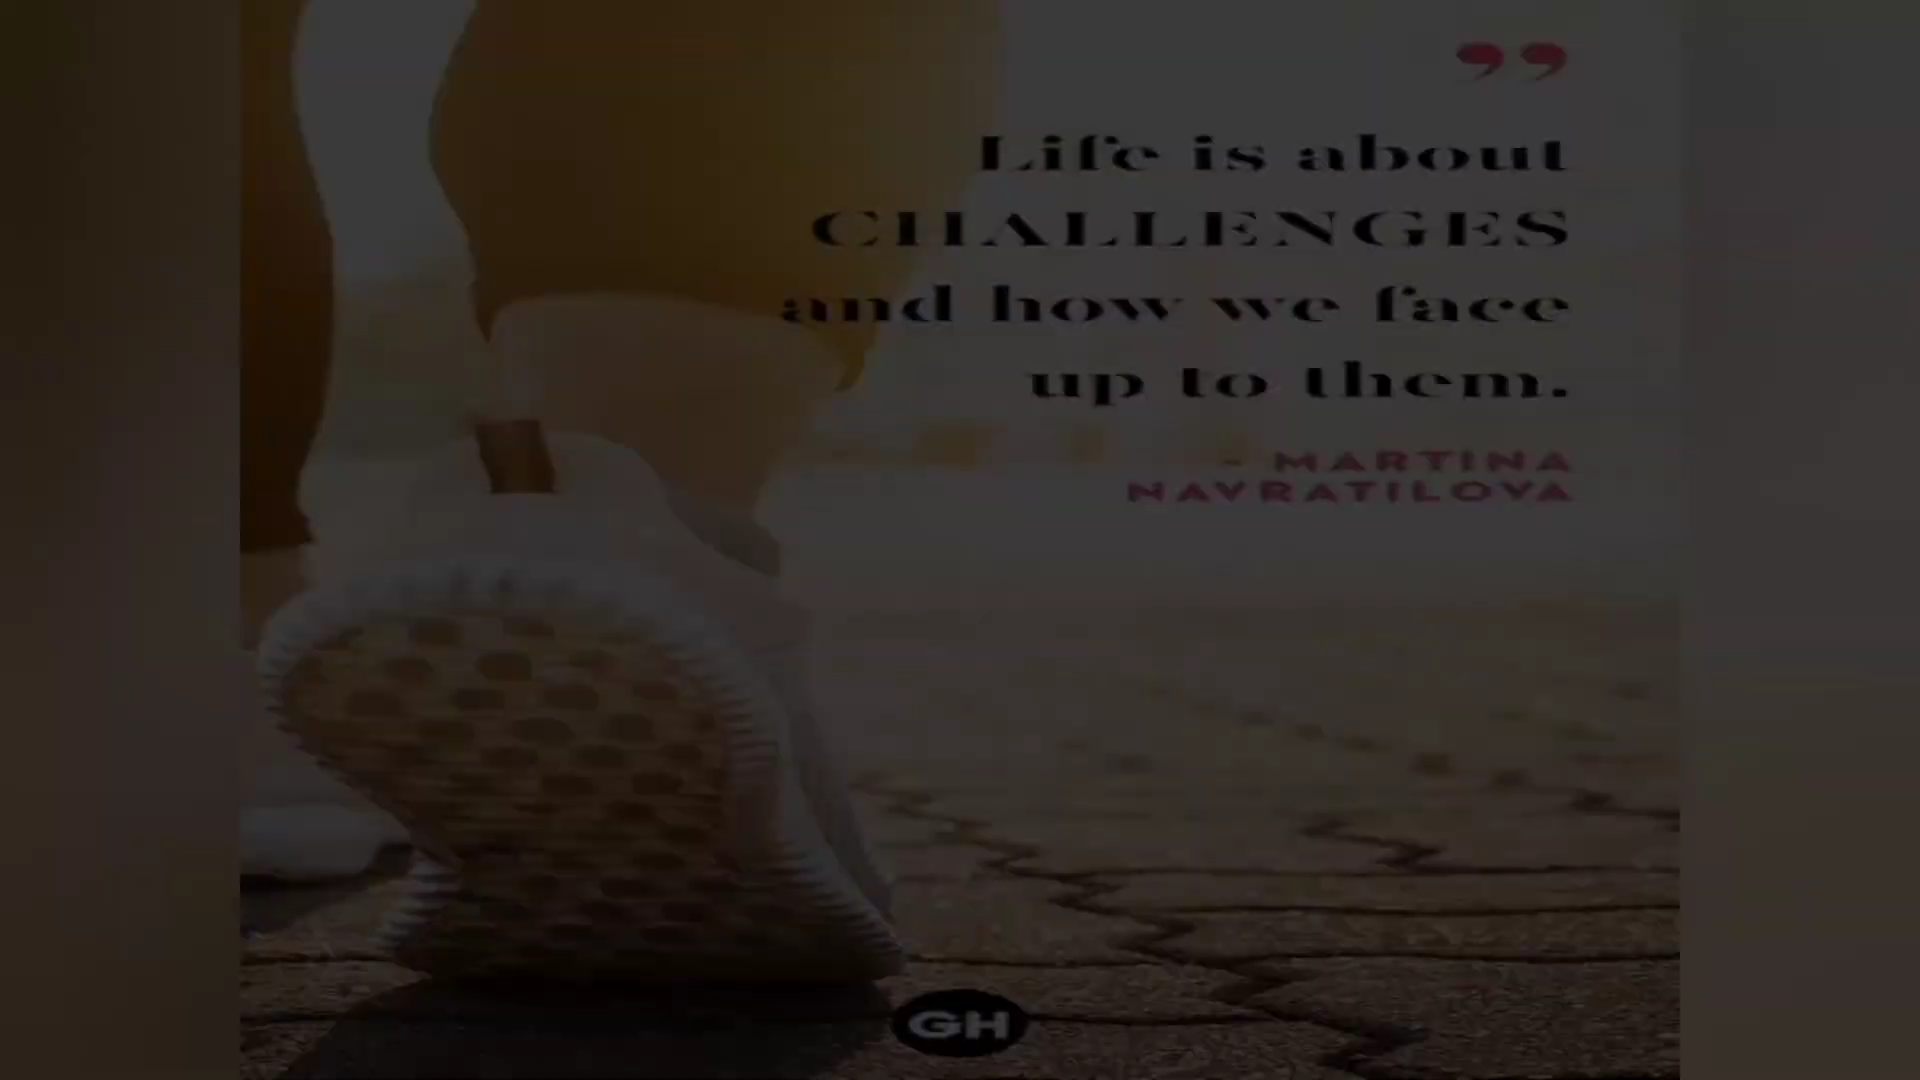 ”
Life is about
CHALLENGES
and how we face
up to them.
- MARTINA
NAVRATILOVA
GH